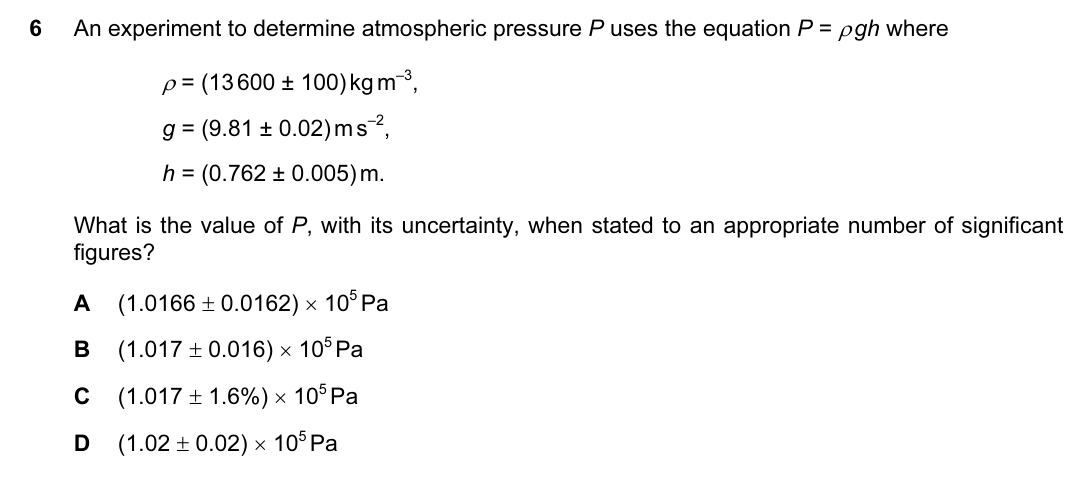 6 An experiment to determine atmospheric pressure P uses the equation P = ρgh where
ρ = (13 600 ± 100) kg m⁻³,
g = (9.81 ± 0.02) m s⁻²,
h = (0.762 ± 0.005) m.
What is the value of P, with its uncertainty, when stated to an appropriate number of significant
figures?
A (1.0166 ± 0.0162) × 10⁵ Pa
B (1.017 ± 0.016) × 10⁵ Pa
C (1.017 ± 1.6%) × 10⁵ Pa
D (1.02 ± 0.02) × 10⁵ Pa